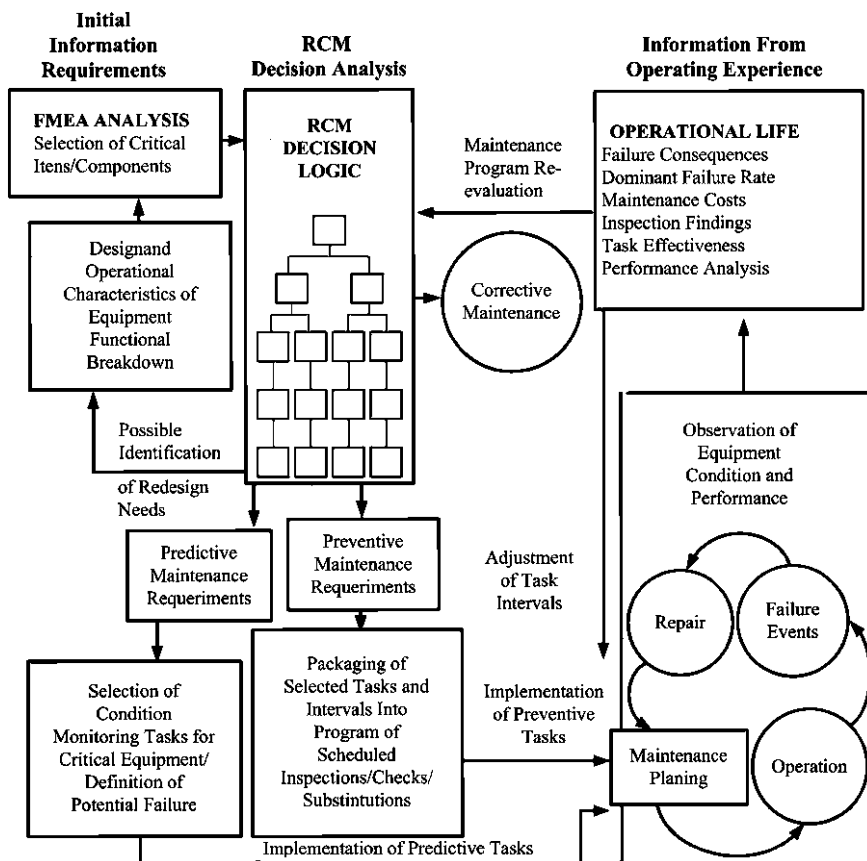 Initial
Information
Requirements
RCM
Decision Analysis
Information From
Operating Experience
FMEA ANALYSIS
Selection of Critical
Itens/Components
RCM
DECISION
LOGIC
Maintenance
Program Re-
evaluation
OPERATIONAL LIFE
Failure Consequences
Dominant Failure Rate
Maintenance Costs
Inspection Findings
Task Effectiveness
Performance Analysis
Designand
Operational
Characteristics of
Equipment
Functional
Breakdown
Corrective
Maintenance
Possible
Identification
of Redesign
Needs
Observation of
Equipment
Condition and
Performance
Predictive
Maintenance
Requeriments
Preventive
Maintenance
Requeriments
Adjustment
of Task
Intervals
Repair
Failure
Events
Selection of
Condition
Monitoring Tasks for
Critical Equipment/
Definition of
Potential Failure
Packaging of
Selected Tasks and
Intervals Into
Program of
Scheduled
Inspections/Checks/
Substintutions
Implementation
of Preventive
Tasks
Maintenance
Planing
Operation
Implementation of Predictive Tasks